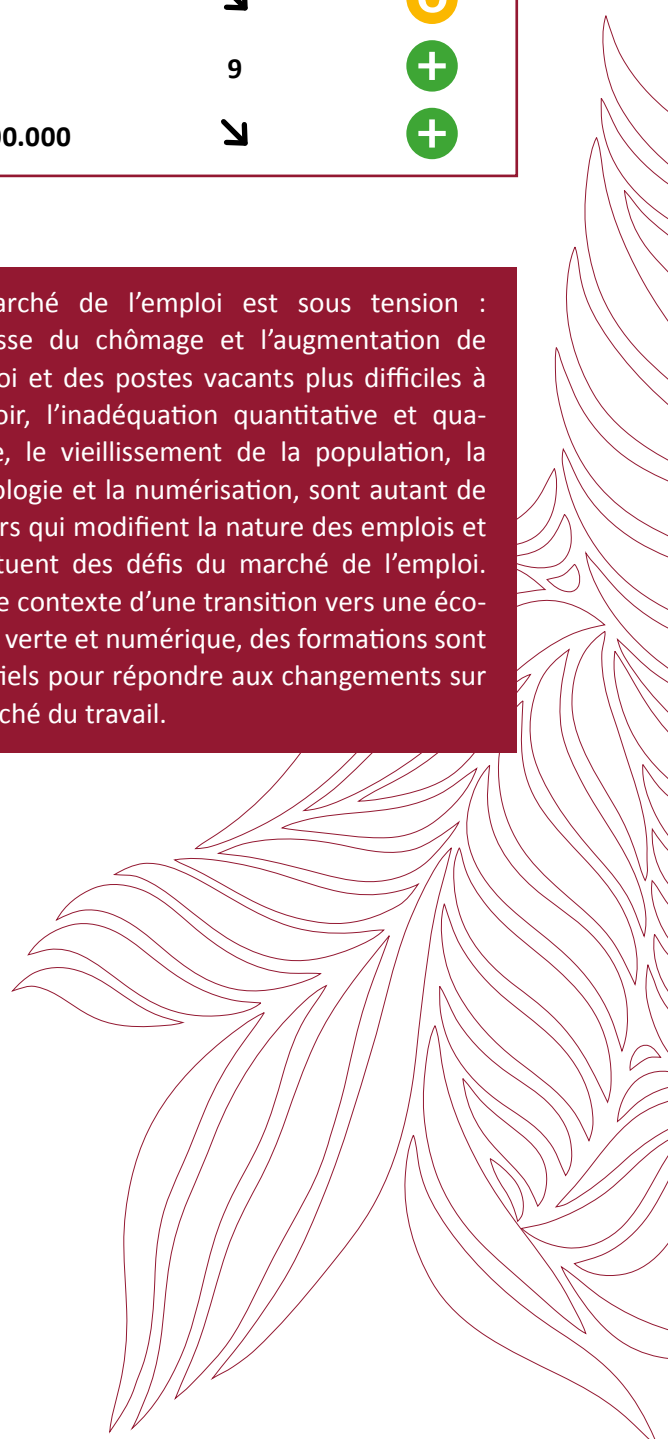 9
00.000
arché de l’emploi est sous tension :
sse du chômage et l’augmentation de
oi et des postes vacants plus difficiles à
oir, l’inadéquation quantitative et qua-
e, le vieillissement de la population, la
ologie et la numérisation, sont autant de
rs qui modifient la nature des emplois et
tuent des défis du marché de l’emploi.
e contexte d’une transition vers une éco-
verte et numérique, des formations sont
iels pour répondre aux changements sur
ché du travail.